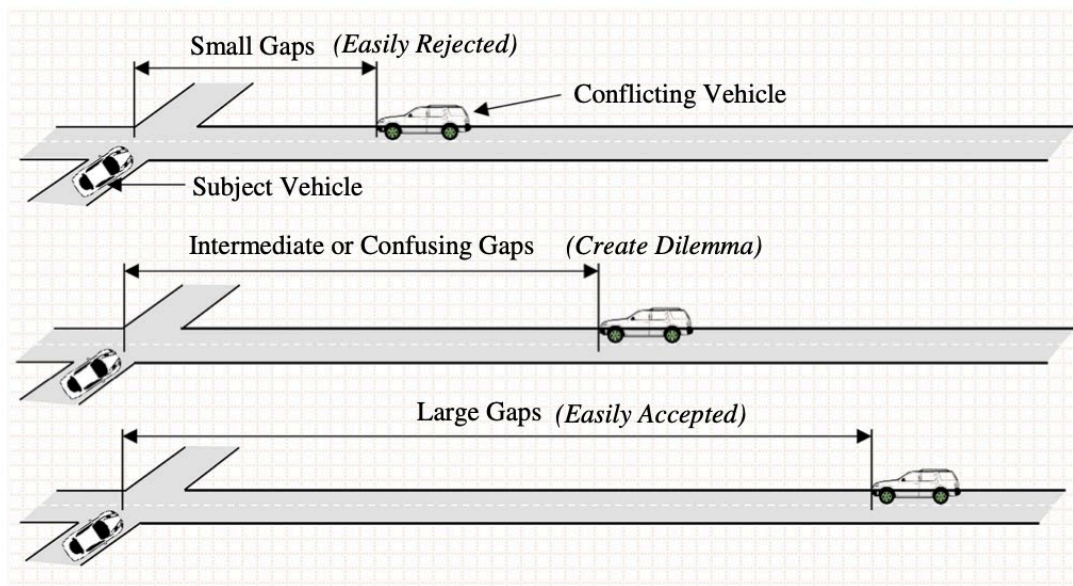 Small Gaps (Easily Rejected)
Conflicting Vehicle
Subject Vehicle
Intermediate or Confusing Gaps (Create Dilemma)
Large Gaps (Easily Accepted)